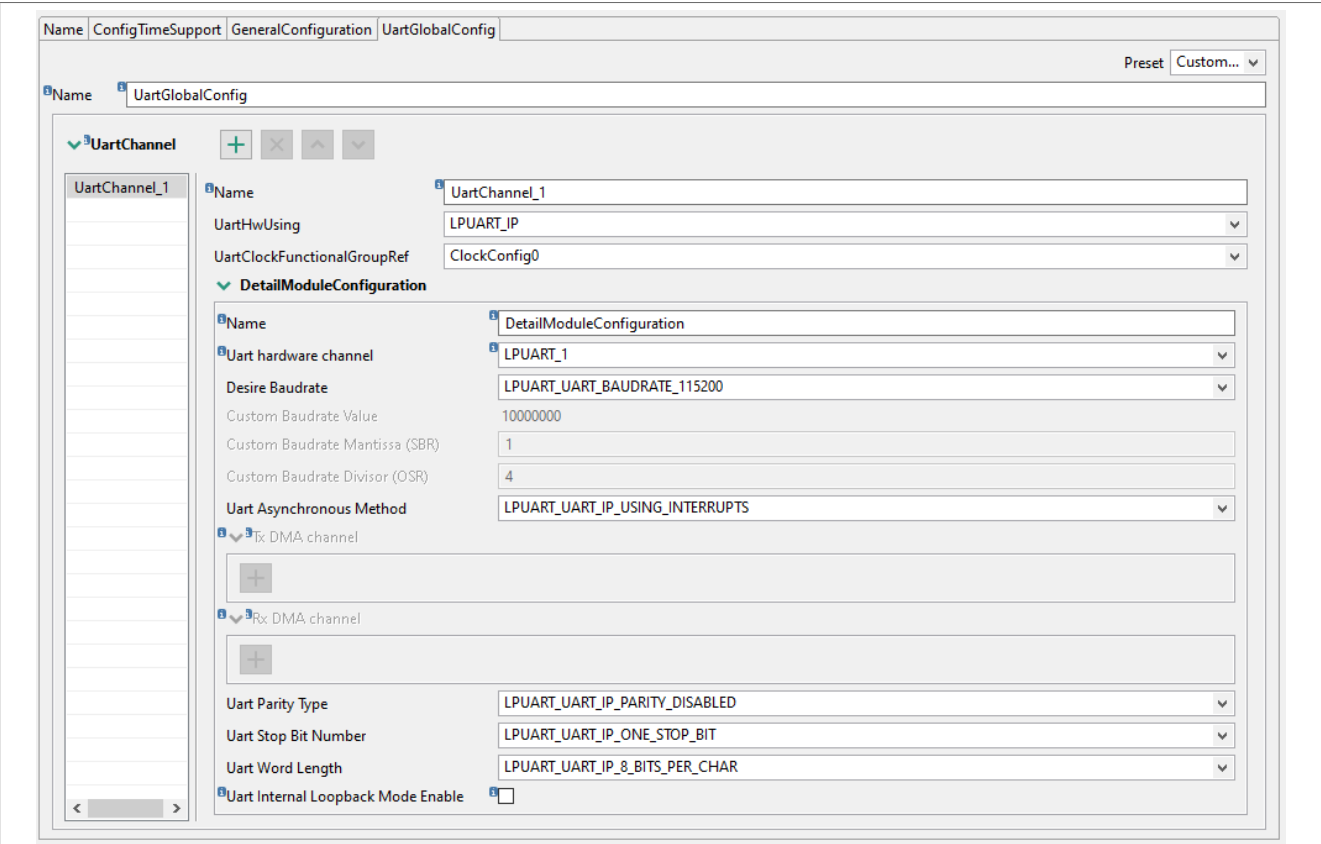 Name ConfigTimeSupport GeneralConfiguration UartGlobalConfig
Preset Custom...
Name UartGlobalConfig
UartChannel
UartChannel_1
Name UartChannel_1
UartHwUsing LPUART_IP
UartClockFunctionalGroupRef ClockConfig0
DetailModuleConfiguration
Name DetailModuleConfiguration
Uart hardware channel LPUART_1
Desire Baudrate LPUART_UART_BAUDRATE_115200
Custom Baudrate Value 10000000
Custom Baudrate Mantissa (SBR) 1
Custom Baudrate Divisor (OSR) 4
Uart Asynchronous Method LPUART_UART_IP_USING_INTERRUPTS
Tx DMA channel
Rx DMA channel
Uart Parity Type LPUART_UART_IP_PARITY_DISABLED
Uart Stop Bit Number LPUART_UART_IP_ONE_STOP_BIT
Uart Word Length LPUART_UART_IP_8_BITS_PER_CHAR
Uart Internal Loopback Mode Enable